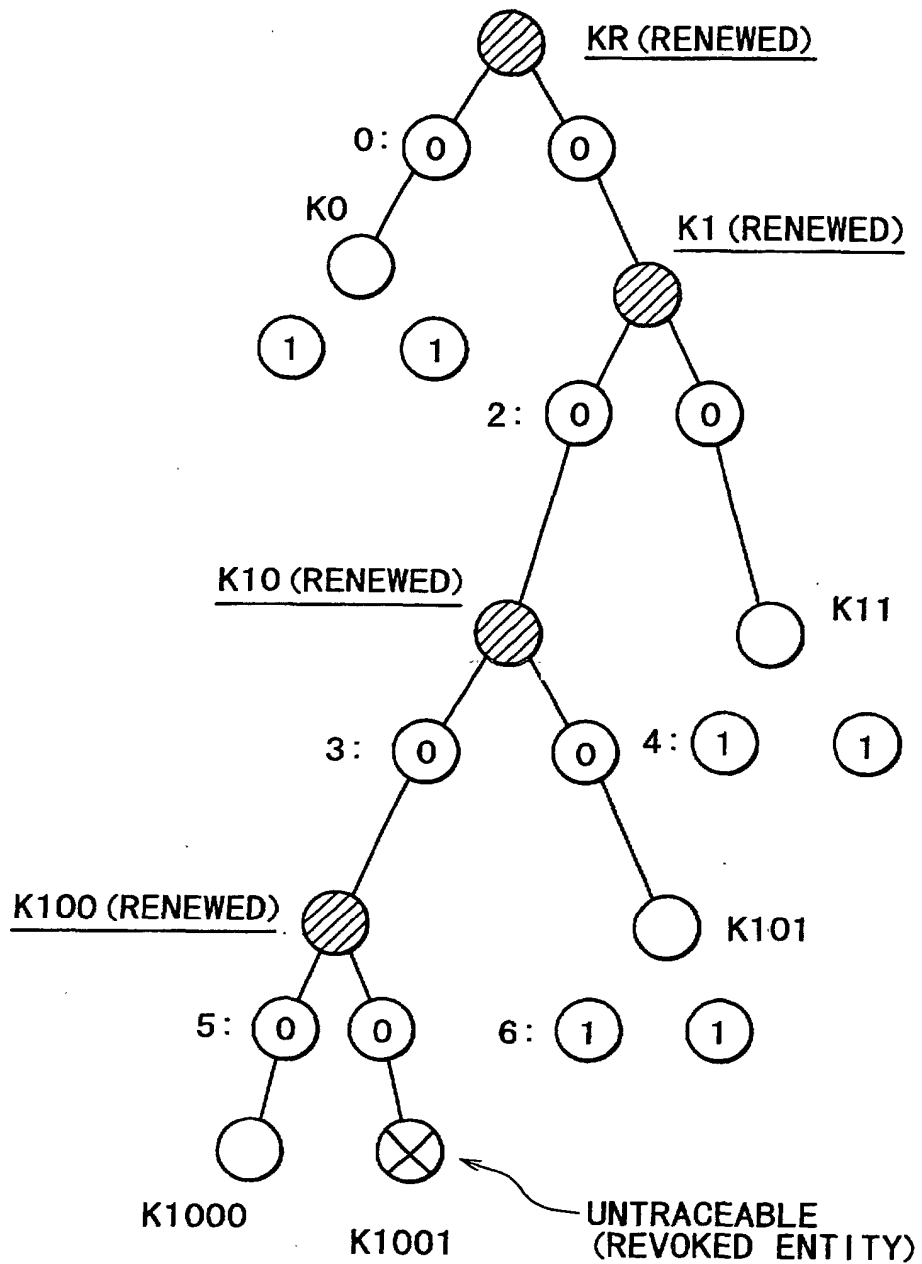 KR (RENEWED)
0: 0 0
K0
K1 (RENEWED)
1 1
2: 0 0
K10 (RENEWED)
K11
3: 0 0
4: 1 1
K100 (RENEWED)
K101
5: 0 0
6: 1 1
K1000
K1001
UNTRACEABLE
(REVOKED ENTITY)